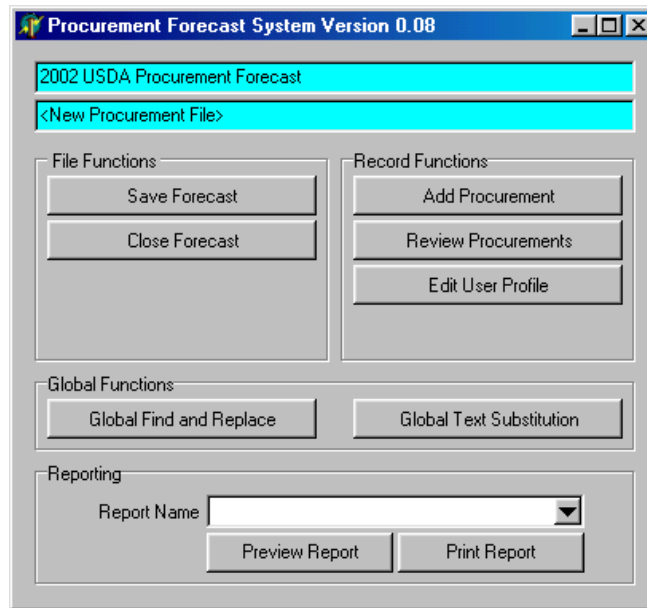 Procurement Forecast System Version 0.08
2002 USDA Procurement Forecast
<New Procurement File>
File Functions
Save Forecast
Close Forecast
Record Functions
Add Procurement
Review Procurements
Edit User Profile
Global Functions
Global Find and Replace
Global Text Substitution
Reporting
Report Name
Preview Report
Print Report